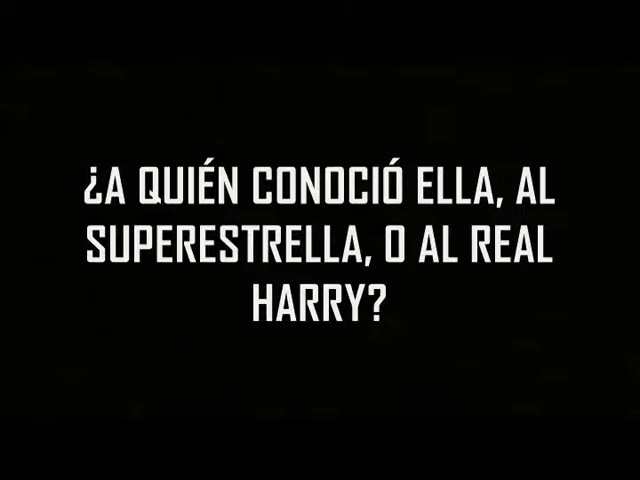 ¿A QUIÉN CONOCIÓ ELLA, AL
SUPERESTRELLA, O AL REAL
HARRY?